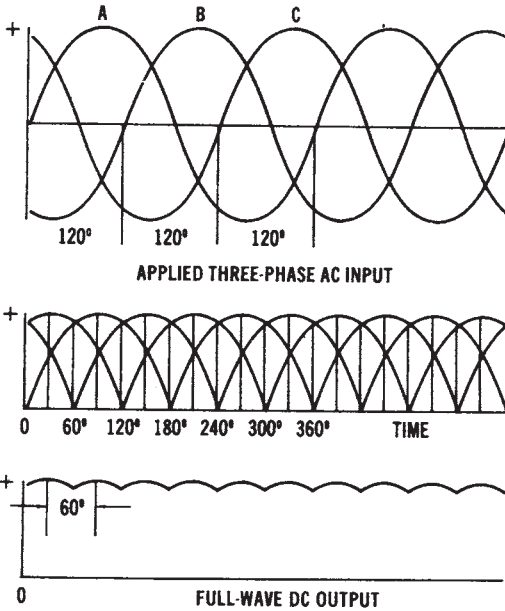 A B C
+
120° 120° 120°
APPLIED THREE-PHASE AC INPUT
+
0 60° 120° 180° 240° 300° 360° TIME
+
60°
0 FULL-WAVE DC OUTPUT